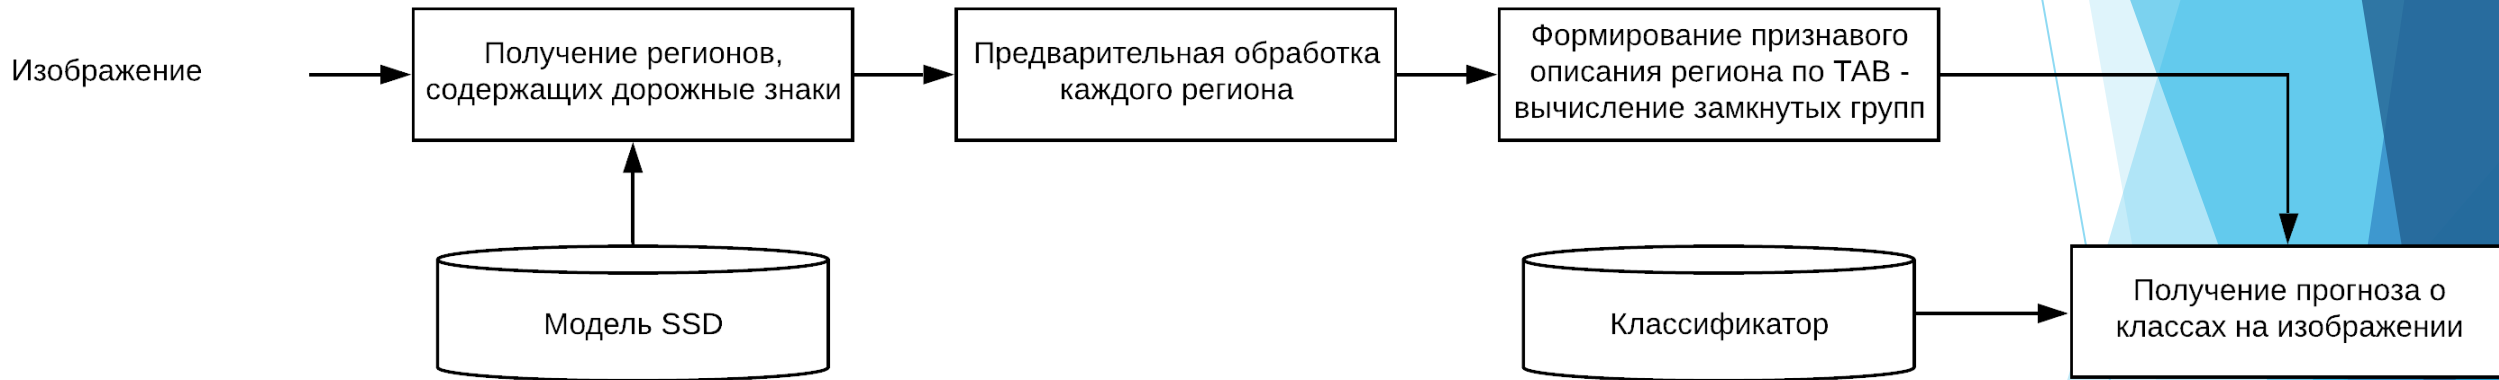 Изображение
Получение регионов,
содержащих дорожные знаки
Предварительная обработка
каждого региона
Формирование признавого
описания региона по ТАВ -
вычисление замкнутых групп
Модель SSD
Классификатор
Получение прогноза о
классах на изображении